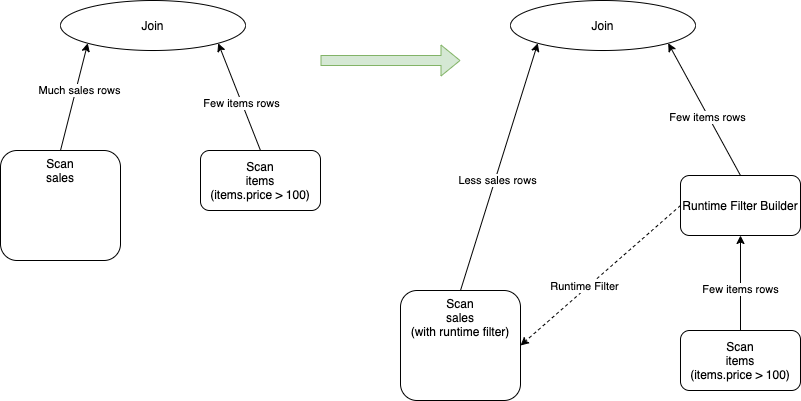 Join
Much sales rows
Few items rows
Scan
sales
Scan
items
(items.price > 100)
Join
Few items rows
Less sales rows
Runtime Filter Builder
Runtime Filter
Few items rows
Scan
sales
(with runtime filter)
Scan
items
(items.price > 100)